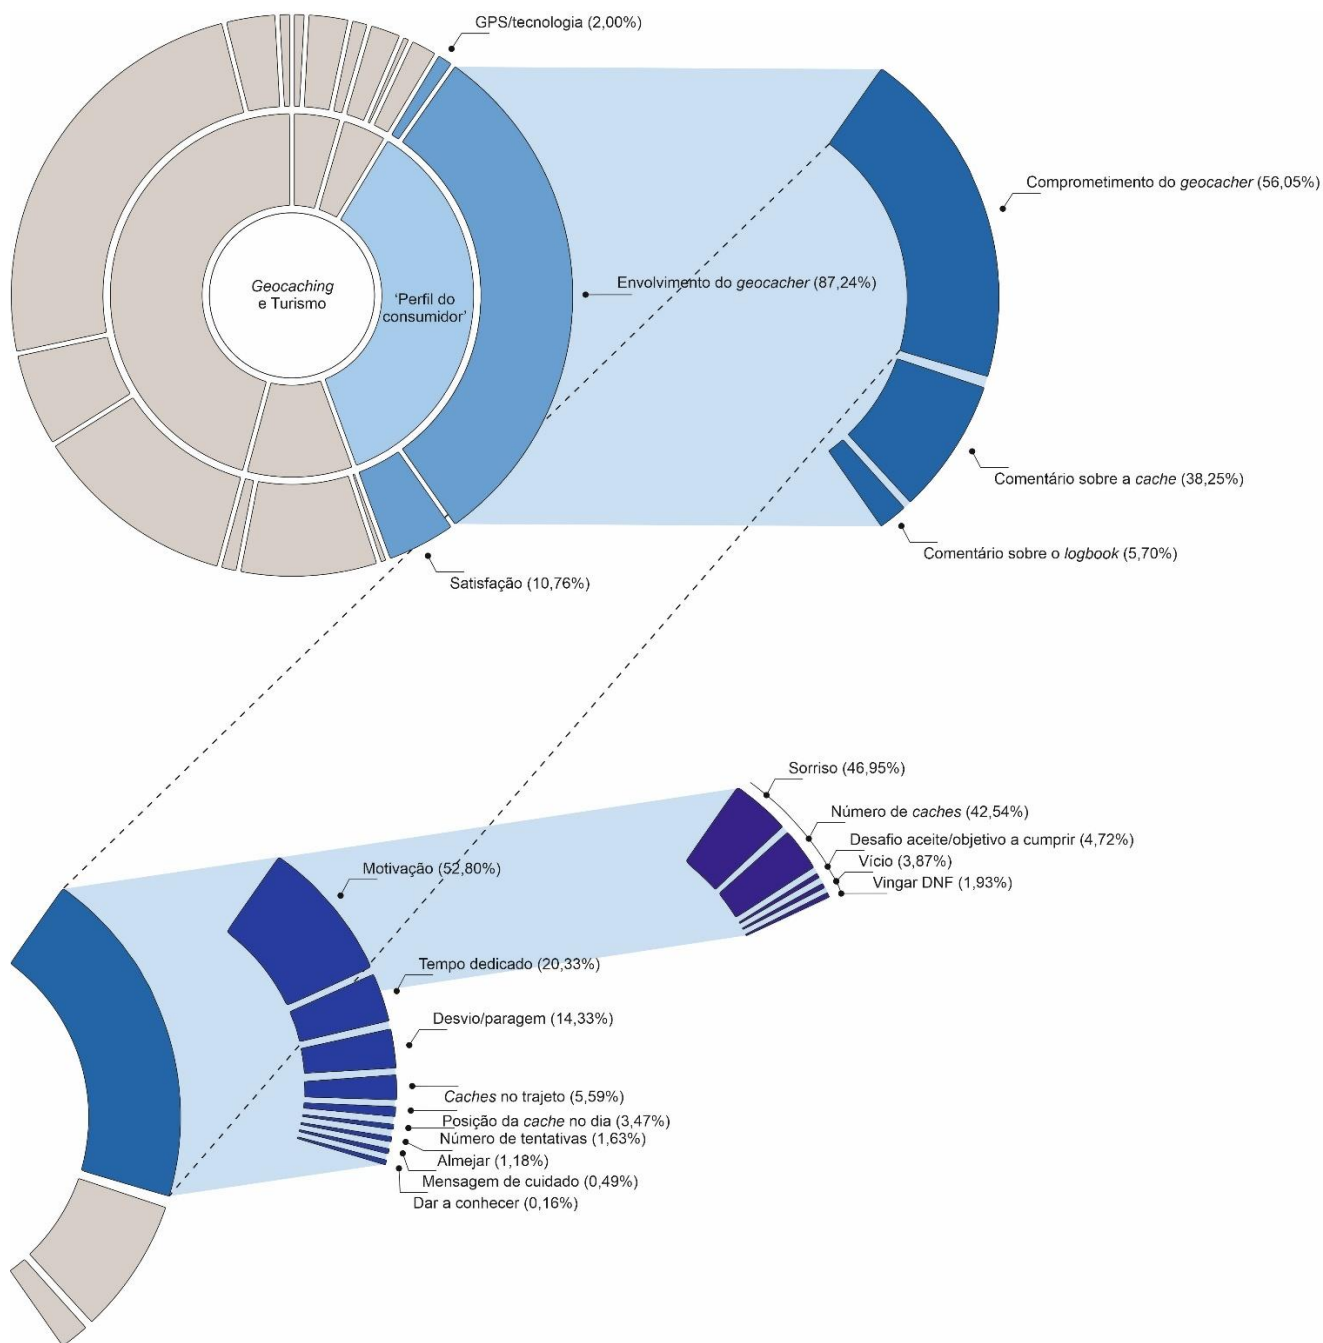 GPS/tecnologia (2,00%)
Comprometimento do geocacher (56,05%)
Geocaching
e Turismo
'Perfil do
consumidor'
Envolvimento do geocacher (87,24%)
Comentário sobre a cache (38,25%)
Comentário sobre o logbook (5,70%)
Satisfação (10,76%)
Sorriso (46,95%)
Número de caches (42,54%)
Desafio aceite/objetivo a cumprir (4,72%)
Vício (3,87%)
Vingar DNF (1,93%)
Motivação (52,80%)
Tempo dedicado (20,33%)
Desvio/paragem (14,33%)
Caches no trajeto (5,59%)
Posição da cache no dia (3,47%)
Número de tentativas (1,63%)
Almejar (1,18%)
Mensagem de cuidado (0,49%)
Dar a conhecer (0,16%)